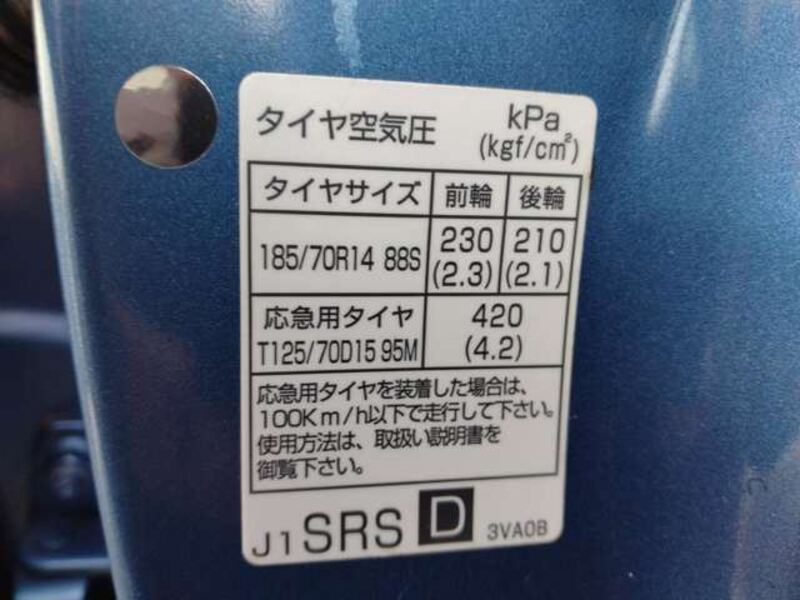 タイヤ空気圧 kPa
(kgf/cm²)
タイヤサイズ 前輪 後輪
185/70R14 88S 230 210
(2.3) (2.1)
応急用タイヤ 420
T125/70D15 95M (4.2)
応急用タイヤを装着した場合は、
100Km/h以下で走行して下さい。
使用方法は、取扱い説明書を
御覧下さい。
J1SRS D 3VA0B